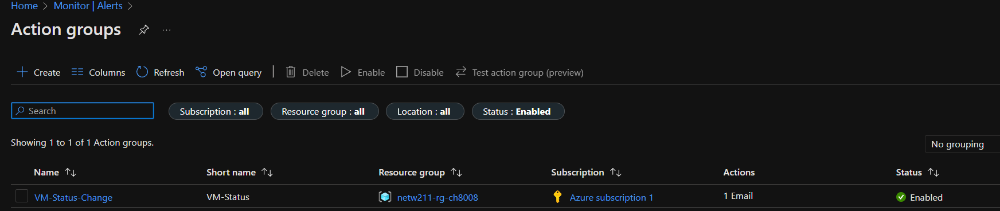 Home > Monitor | Alerts >
Action groups ...
Create Columns Refresh Open query | Delete Enable Disable Test action group (preview)
Search Subscription : all Resource group : all Location : all Status : Enabled
Showing 1 to 1 of 1 Action groups.
No grouping
Name Short name Resource group Subscription Actions Status
VM-Status-Change VM-Status netw211-rg-ch8008 Azure subscription 1 1 Email Enabled